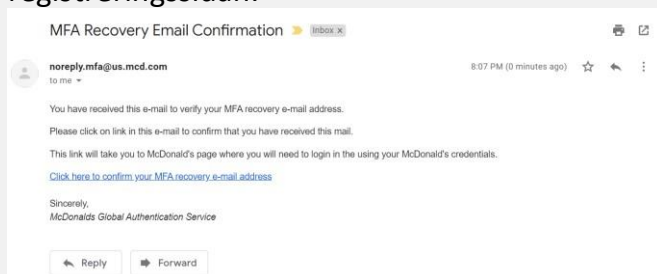 MFA Recovery Email Confirmation Inbox x
noreply.mfa@us.mcd.com 8:07 PM (0 minutes ago)
to me
You have received this e-mail to verify your MFA recovery e-mail address.
Please click on link in this e-mail to confirm that you have received this mail.
This link will take you to McDonald's page where you will need to login in the using your McDonald's credentials.
Click here to confirm your MFA recovery e-mail address
Sincerely,
McDonalds Global Authentication Service
Reply Forward